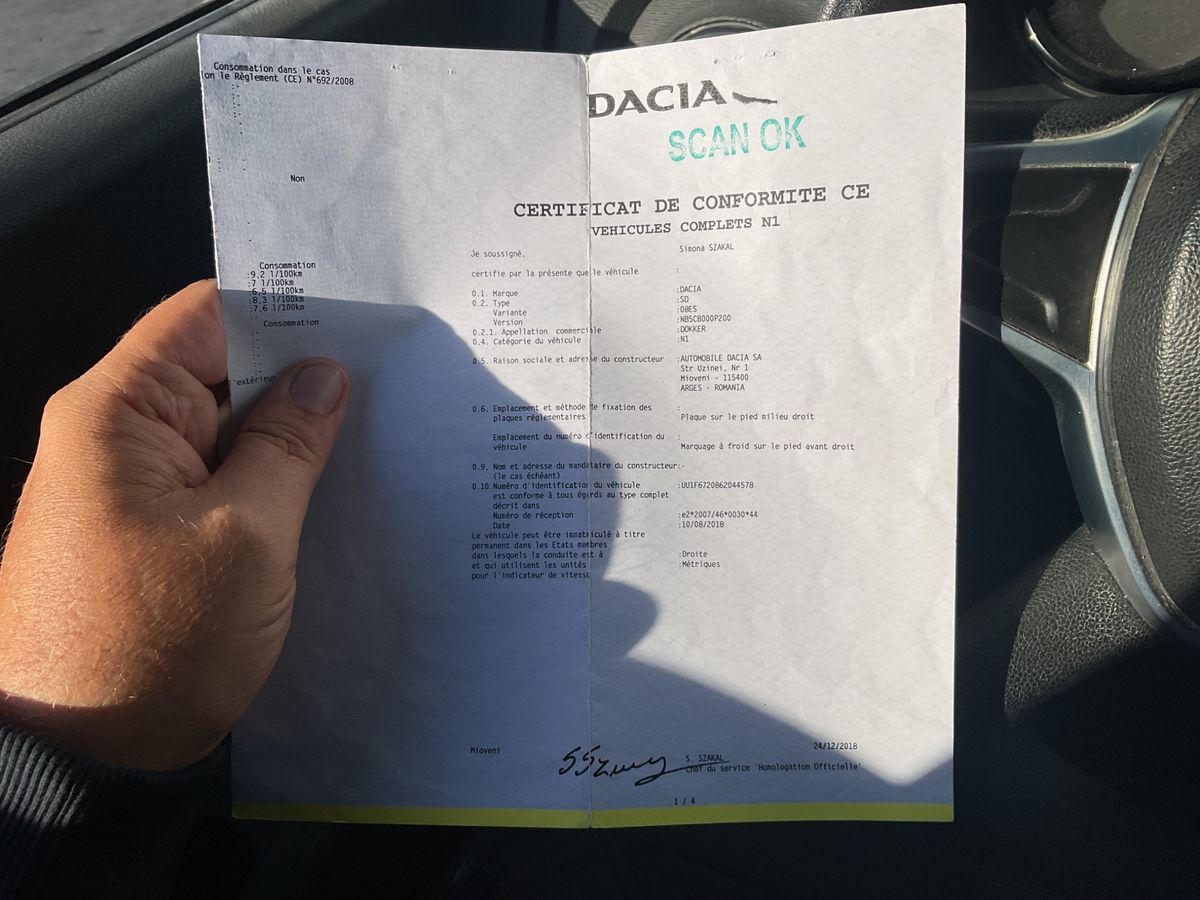 Consommation dans le cas
on le Règlement (CE) N°692/2008
Non
Consommation
:9.2 l/100km
:7 l/100km
:6.5 l/100km
:8.3 l/100km
:7.6 l/100km
Consommation
l'extérieur
DACIA
SCAN OK
CERTIFICAT DE CONFORMITE CE
VEHICULES COMPLETS N1
Je soussigné, Simona SZAKAL
certifie par la présente que le véhicule :
0.1. Marque :DACIA
0.2. Type :SD
Variante :D8ES
Version :NB5CB000P200
0.2.1. Appellation commerciale :DOKKER
0.4. Catégorie du véhicule :N1
0.5. Raison sociale et adresse du constructeur :AUTOMOBILE DACIA SA
Str Uzinei, Nr 1
Mioveni - 115400
ARGES - ROMANIA
0.6. Emplacement et méthode de fixation des :
plaques réglementaires Plaque sur le pied milieu droit
Emplacement du numéro d'identification du :
véhicule Marquage à froid sur le pied avant droit
0.9. Nom et adresse du mandataire du constructeur:-
(le cas échéant)
0.10.Numéro d'identification du véhicule :UU1F6720862044578
est conforme à tous égards au type complet
décrit dans
Numéro de réception :e2*2007/46*0030*44
Date :10/08/2018
Le véhicule peut être immatriculé à titre
permanent dans les Etats membres
dans lesquels la conduite est à :Droite
et qui utilisent les unités :Métriques
pour l'indicateur de vitesse
Mioveni 24/12/2018
S. SZAKAL
Chef du service 'Homologation Officielle'
1 / 4